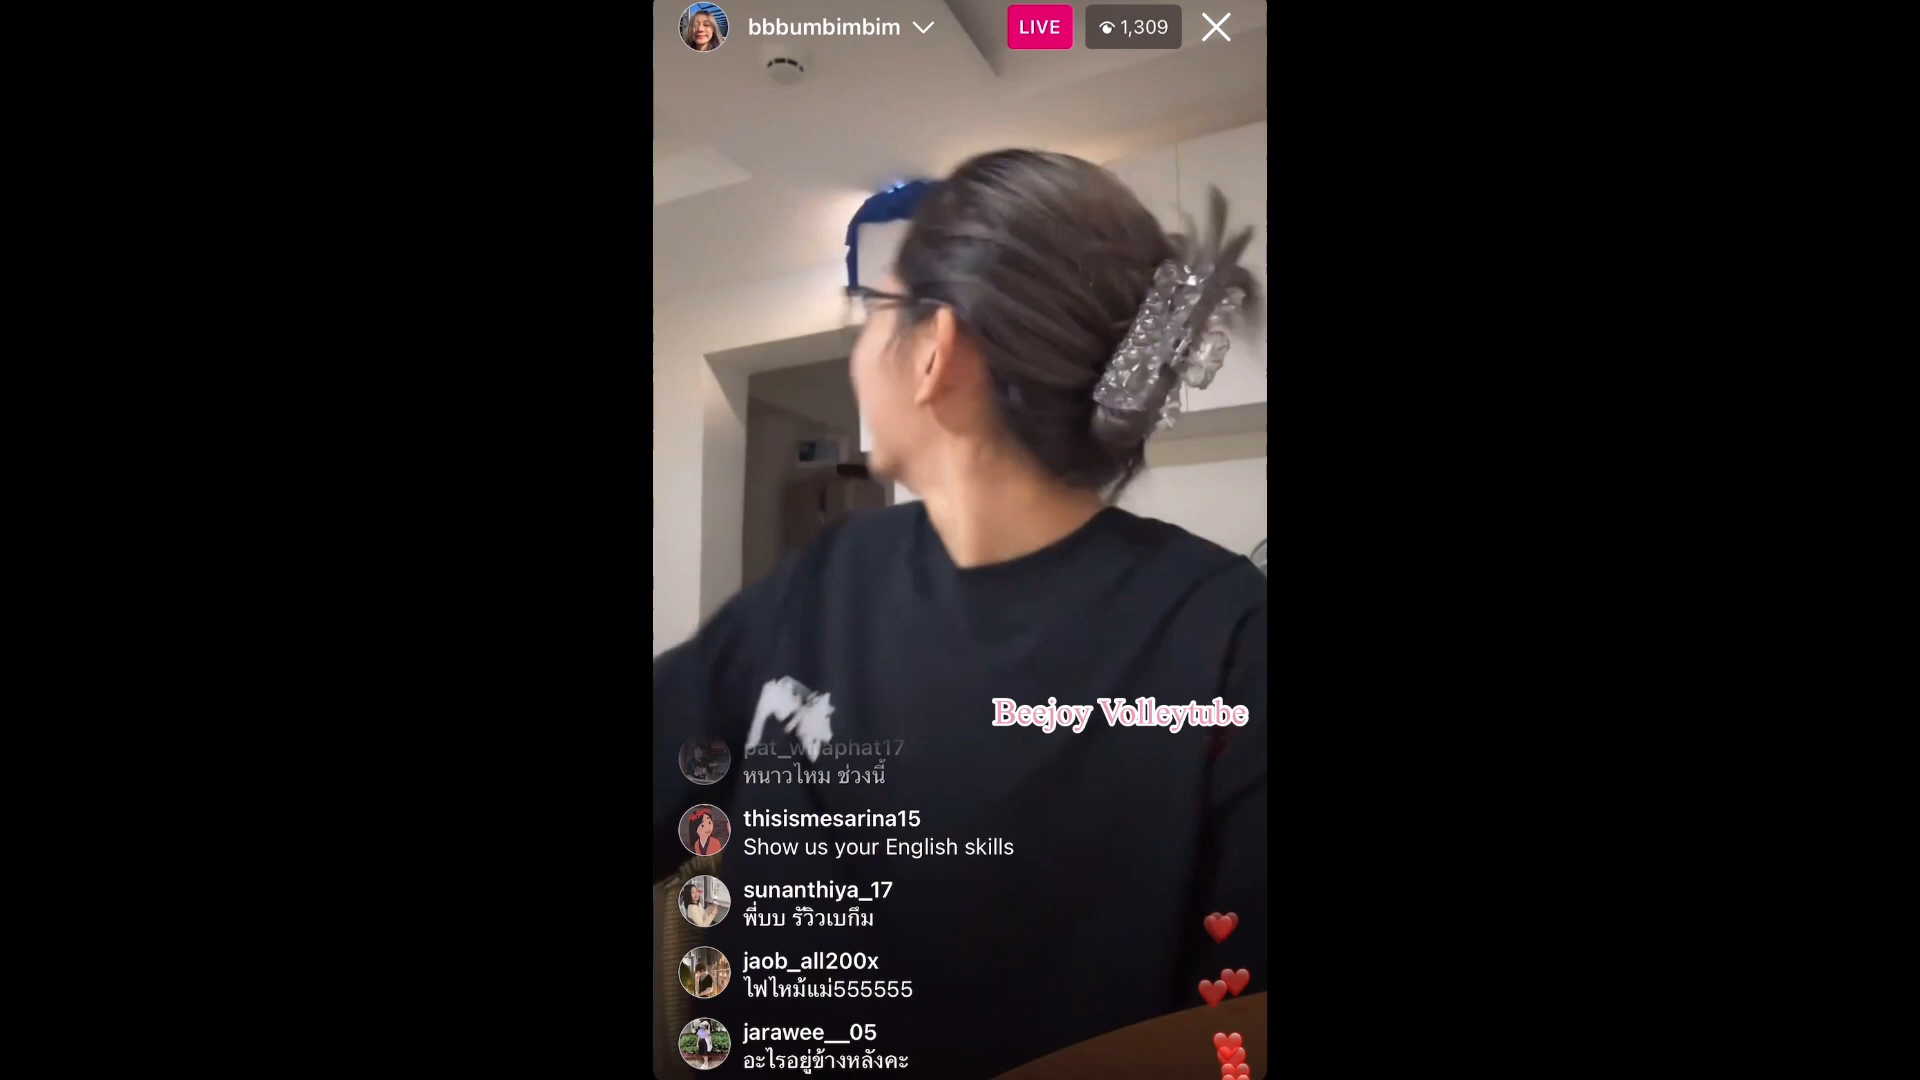 bbbumbimbim
LIVE
1,309
Beejoy Volleytube
pat_wiraphat17
หนาวไหม ช่วงนี้
thisismesarina15
Show us your English skills
sunanthiya_17
พี่บบ รีวิวเบกึม
jaob_all200x
ไฟไหม้แม่555555
jarawee__05
อะไรอยู่ข้างหลังคะ